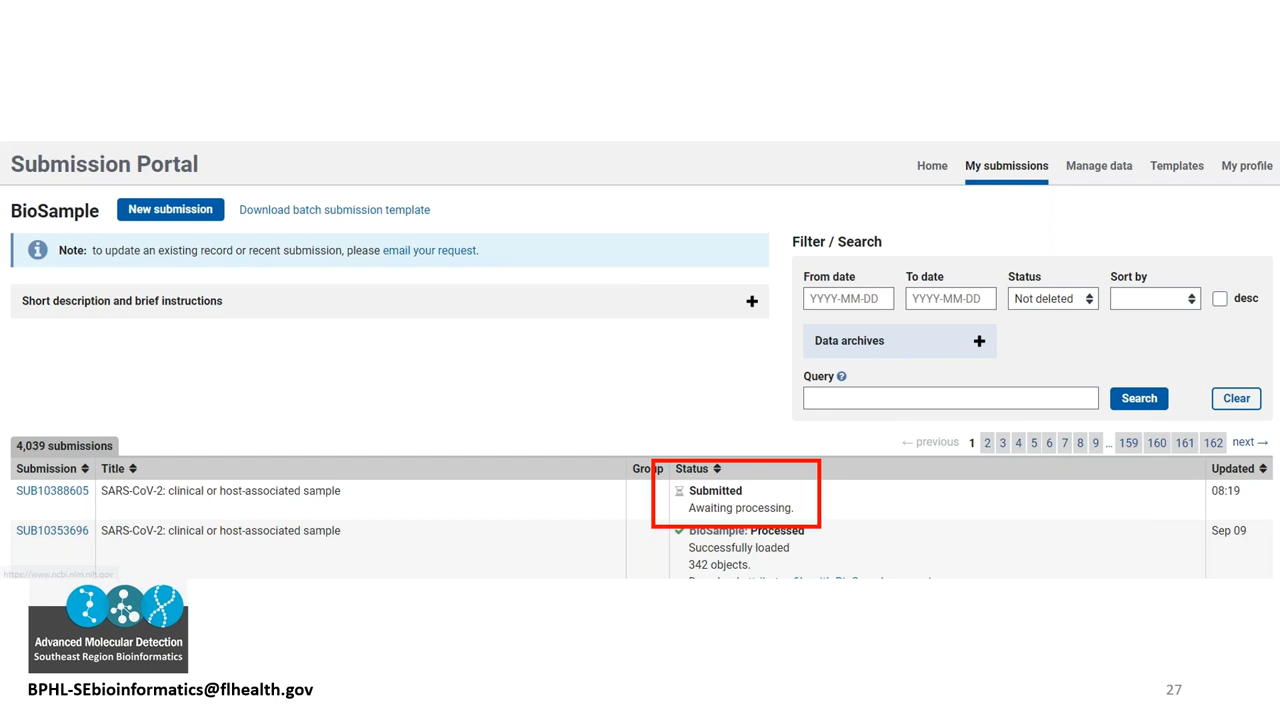 Submission Portal
Home My submissions Manage data Templates My profile
BioSample New submission Download batch submission template
Note: to update an existing record or recent submission, please email your request.
Short description and brief instructions
Filter / Search
From date To date Status Sort by
YYYY-MM-DD YYYY-MM-DD Not deleted desc
Data archives
Query
Search Clear
4,039 submissions
← previous 1 2 3 4 5 6 7 8 9 ... 159 160 161 162 next →
Submission Title Group Status Updated
SUB10388605 SARS-CoV-2: clinical or host-associated sample Submitted 08:19
Awaiting processing.
SUB10353696 SARS-CoV-2: clinical or host-associated sample BioSample: Processed Sep 09
Successfully loaded
342 objects.
https://www.ncbi.nlm.nih.gov
Advanced Molecular Detection
Southeast Region Bioinformatics
BPHL-SEbioinformatics@flhealth.gov
27